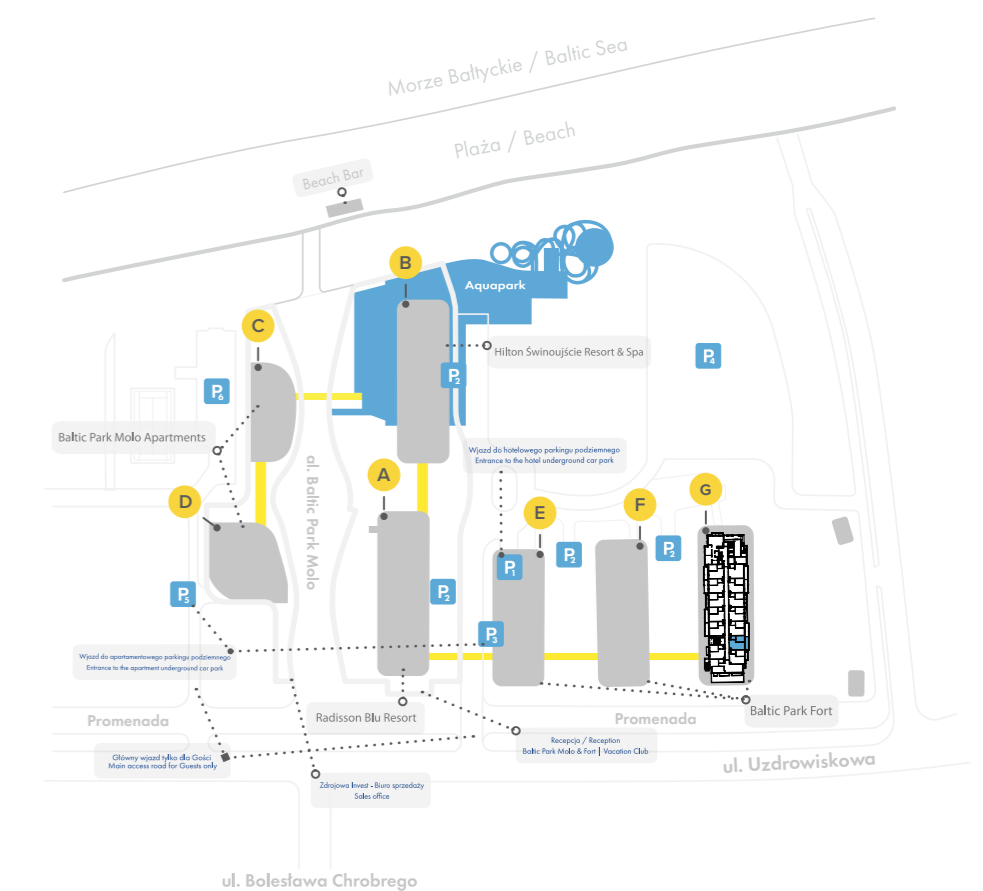 Morze Bałtyckie / Baltic Sea
Plaża / Beach
Beach Bar
B
Aquapark
C
Hilton Świnoujście Resort & Spa
P4
P2
P6
Baltic Park Molo Apartments
Wjazd do hotelowego parkingu podziemnego
Entrance to the hotel underground car park
al. Baltic Park Molo
A
D
E
F
G
P2
P2
P1
P5
P2
P3
Wjazd do apartamentowego parkingu podziemnego
Entrance to the apartment underground car park
Radisson Blu Resort
Baltic Park Fort
Promenada
Promenada
Recepcja / Reception
Baltic Park Molo & Fort | Vacation Club
Główny wjazd tylko dla Gości
Main access road for Guests only
ul. Uzdrowiskowa
Zdrojowa Invest - Biuro sprzedaży
Sales office
ul. Bolesława Chrobrego